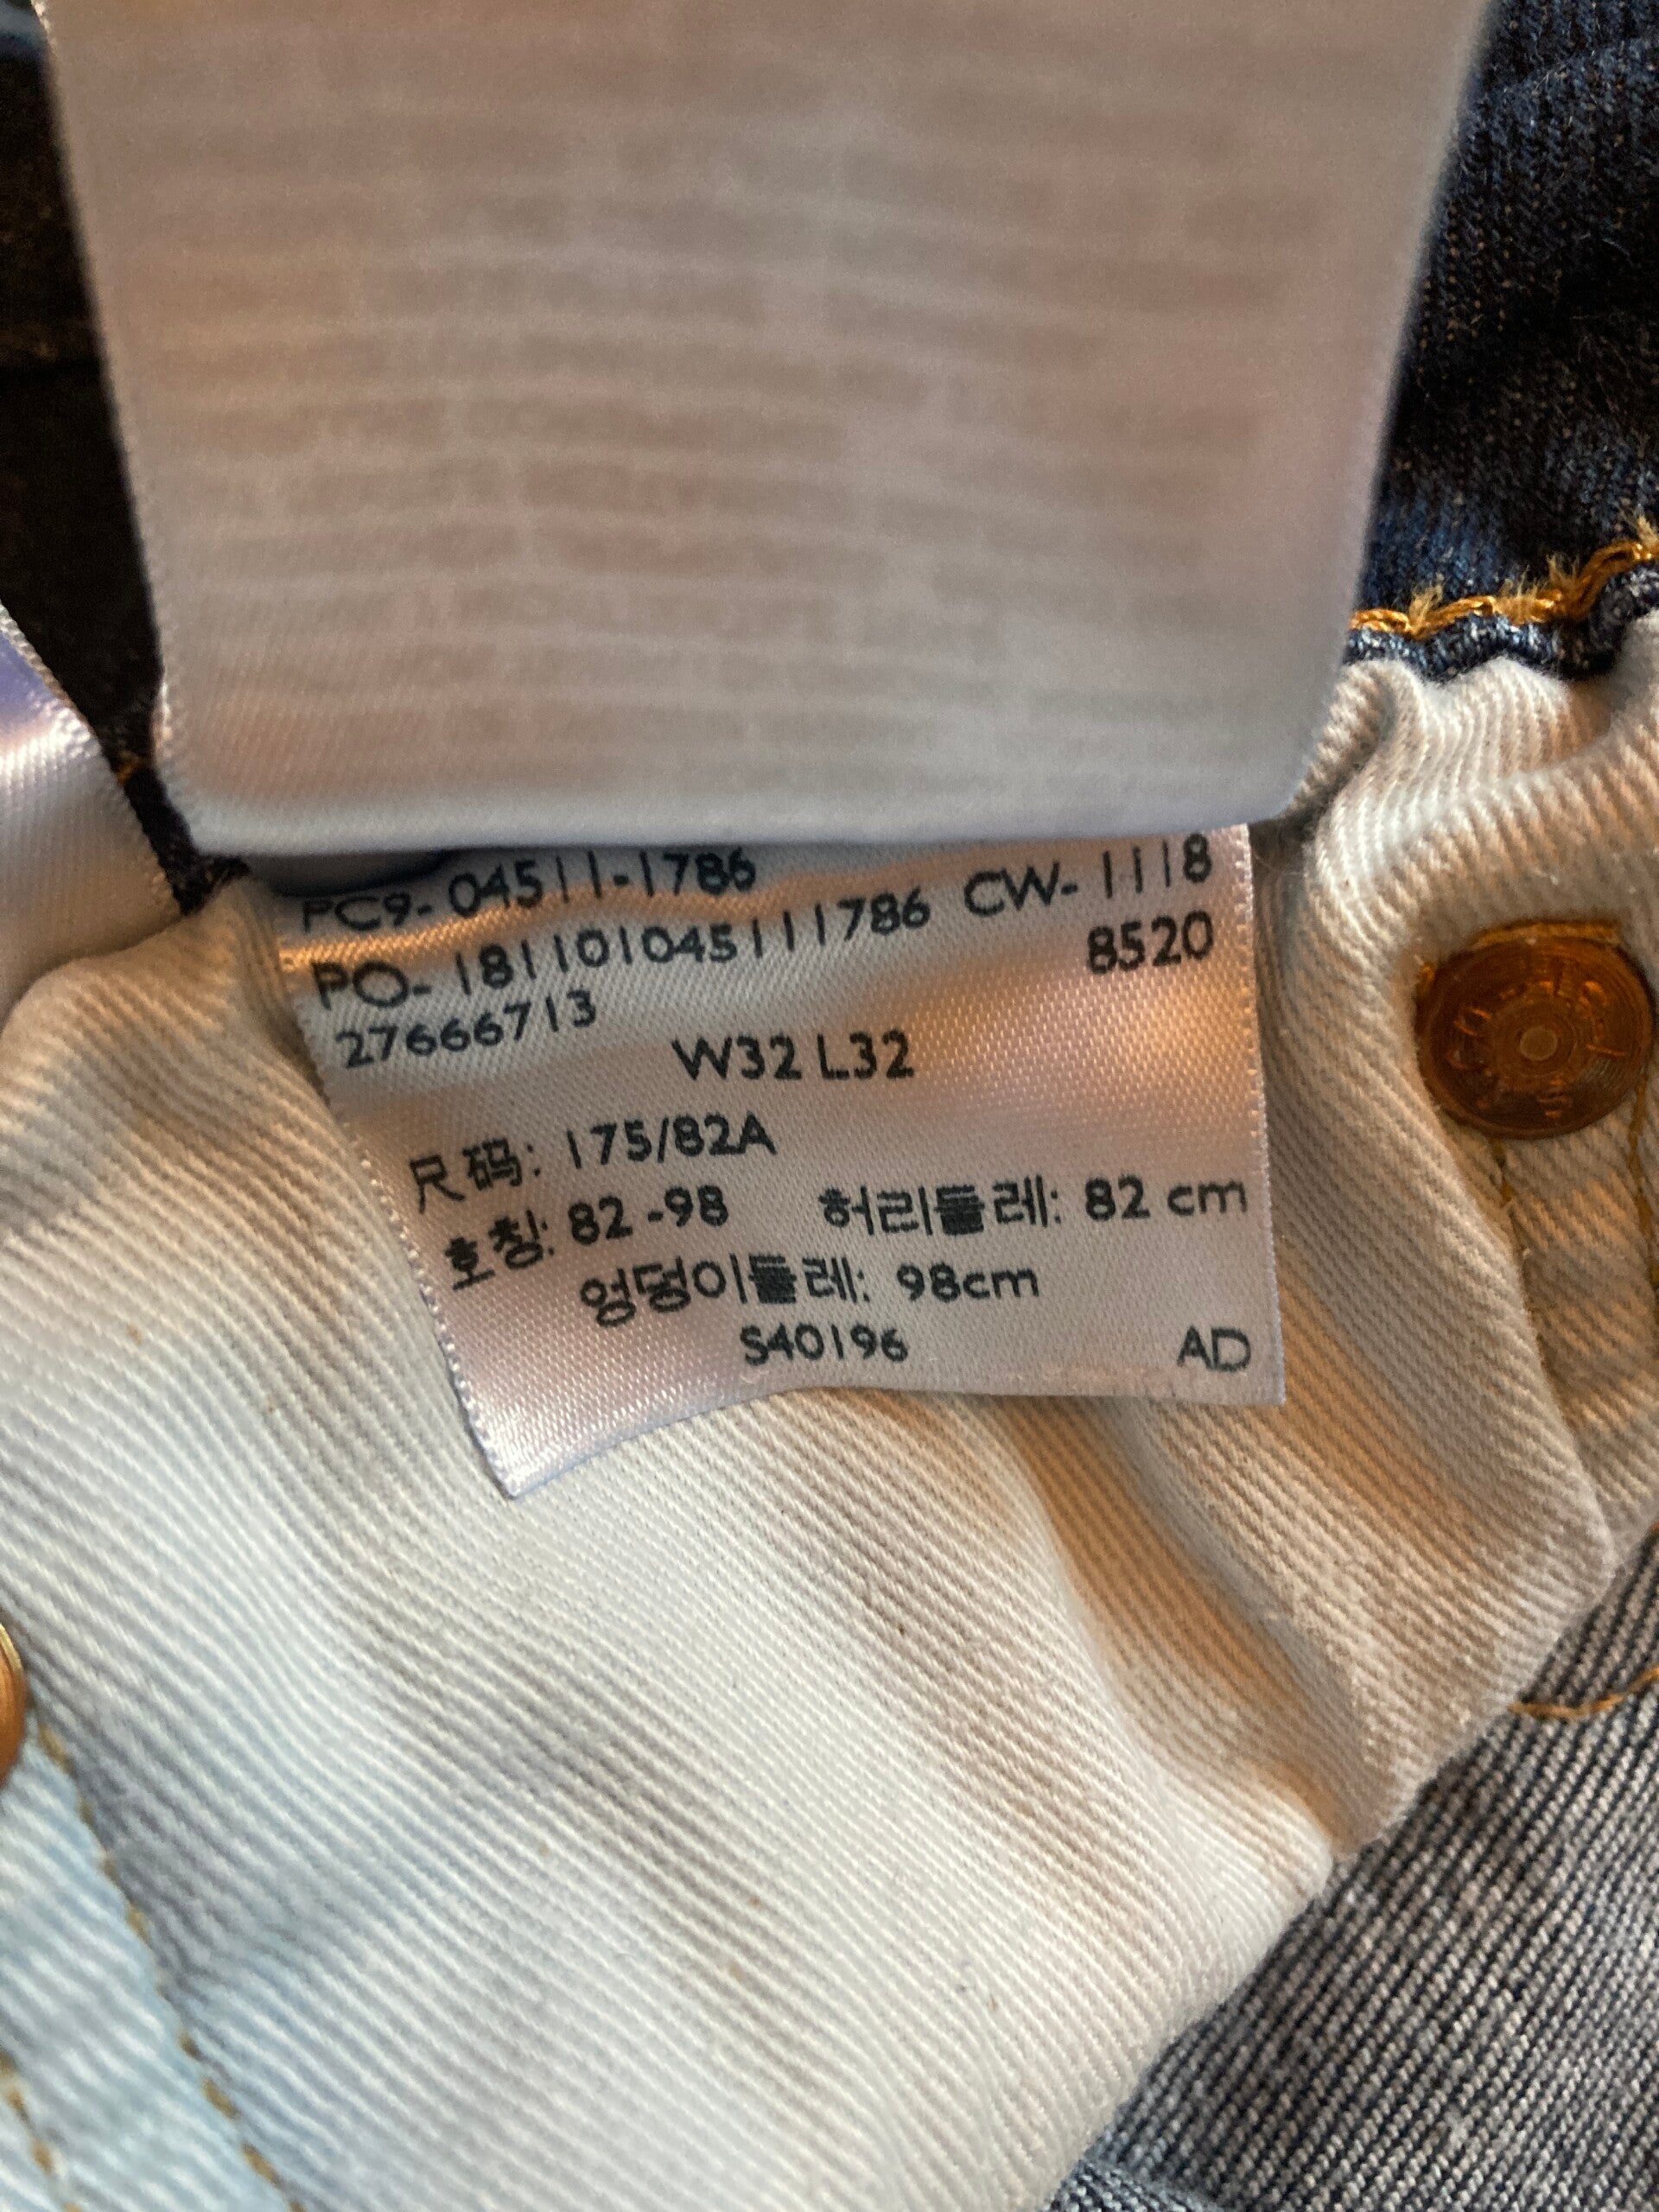 PC9- 04511-1786
PO- 181101045111786 CW- 1118
27666713 8520
W32 L32
尺码: 175/82A
호칭: 82 -98 허리둘레: 82 cm
엉덩이둘레: 98cm
S40196 AD